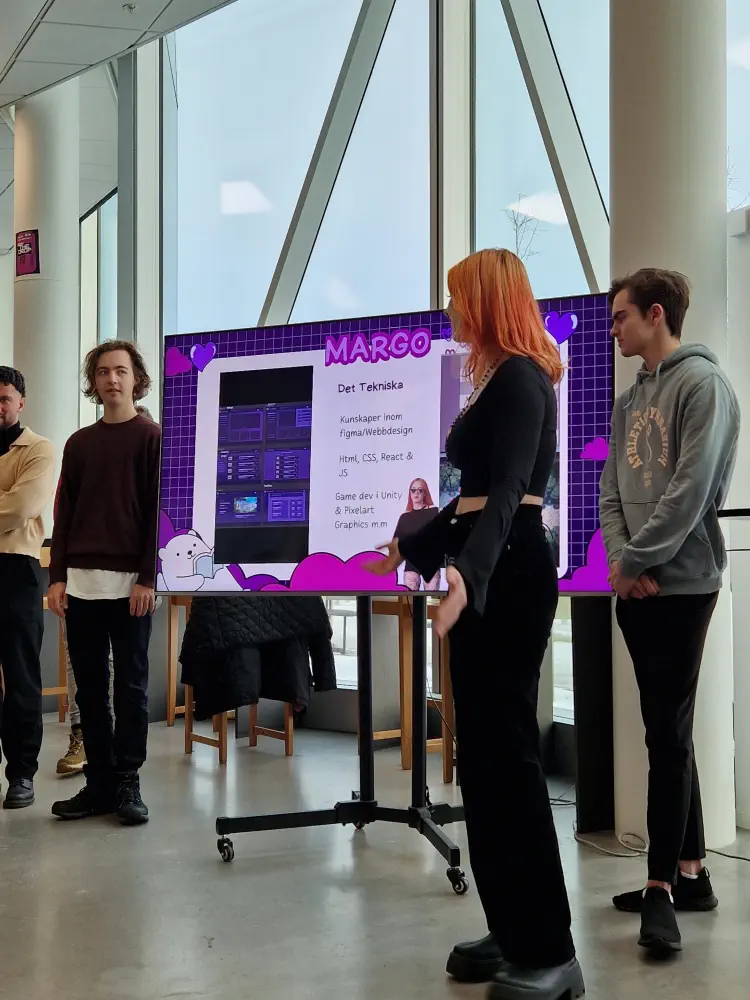 MARGO
Det Tekniska
Kunskaper inom
figma/Webbdesign
Html, CSS, React &
JS
Game dev i Unity
& Pixelart
Graphics m.m